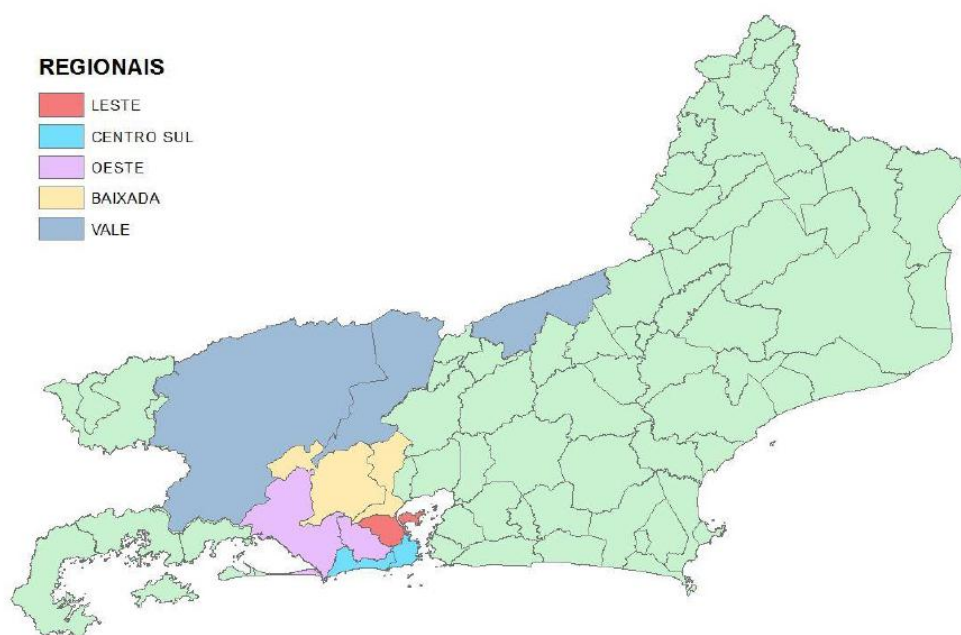 REGIONAIS
LESTE
CENTRO SUL
OESTE
BAIXADA
VALE